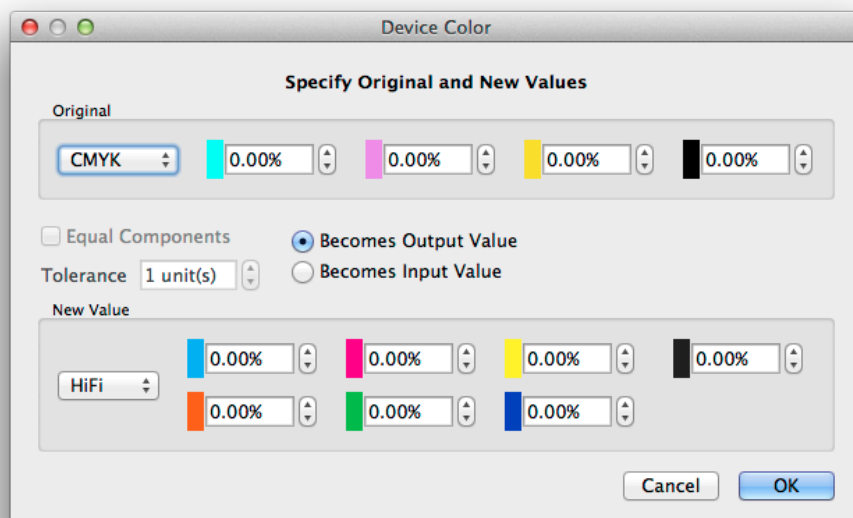 Device Color
Specify Original and New Values
Original
CMYK 0.00% 0.00% 0.00% 0.00%
Equal Components
Becomes Output Value
Tolerance 1 unit(s)
Becomes Input Value
New Value
HiFi
0.00% 0.00% 0.00% 0.00%
0.00% 0.00% 0.00%
Cancel OK